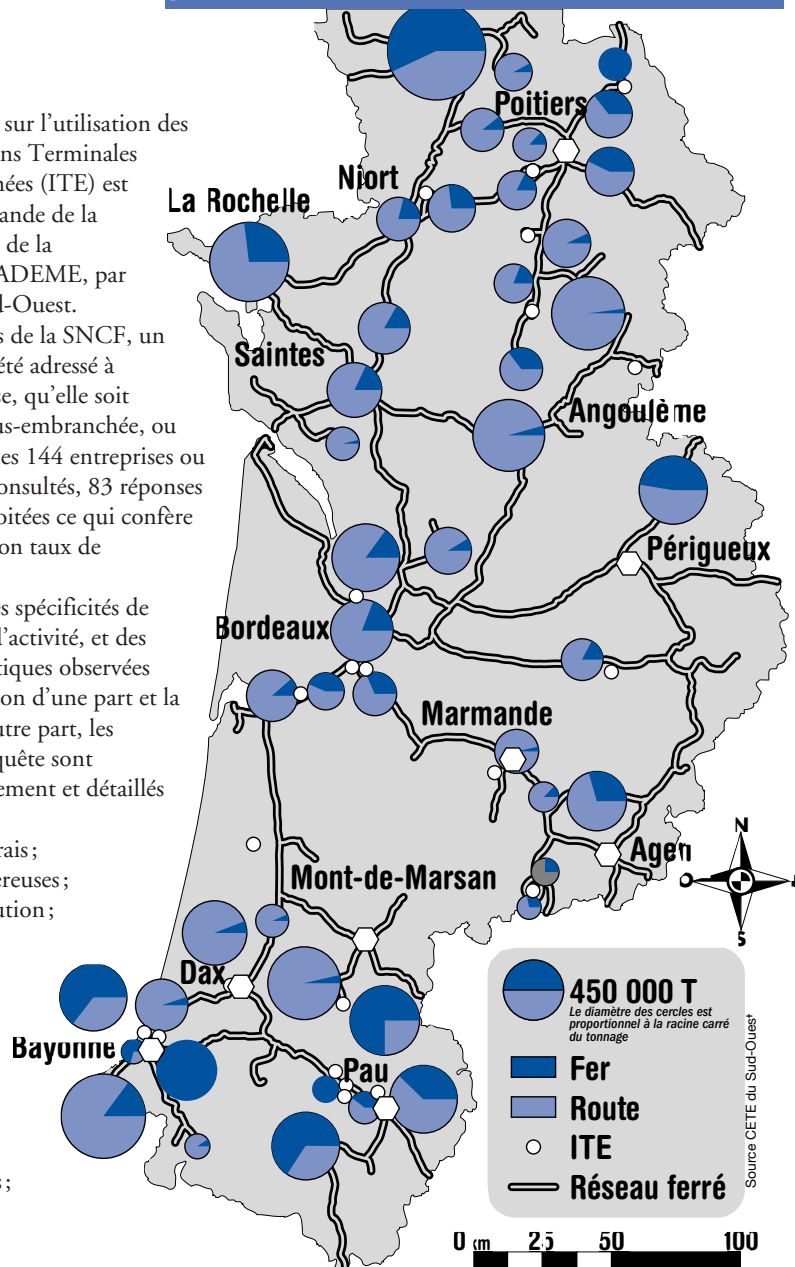 sur l'utilisation des
ns Terminales
nées (ITE) est
ande de la
de la
ADEME, par
d-Ouest.
s de la SNCF, un
été adressé à
se, qu'elle soit
us-embranchée, ou
les 144 entreprises ou
onsultés, 83 réponses
oitées ce qui confère
on taux de
es spécificités de
d'activité, et des
tiques observées
on d'une part et la
utre part, les
quête sont
ement et détaillés
rais ;
ereuses ;
ution ;
s ;
Poitiers
Niort
La Rochelle
Saintes
Angoulème
Périgueux
Bordeaux
Marmande
Agen
Mont-de-Marsan
Dax
Bayonne
Pau
N
O
S
450 000 T
Le diamètre des cercles est
proportionnel à la racine carré
du tonnage
Fer
Route
ITE
Réseau ferré
Source CETE du Sud-Ouest
0 km 25 50 100